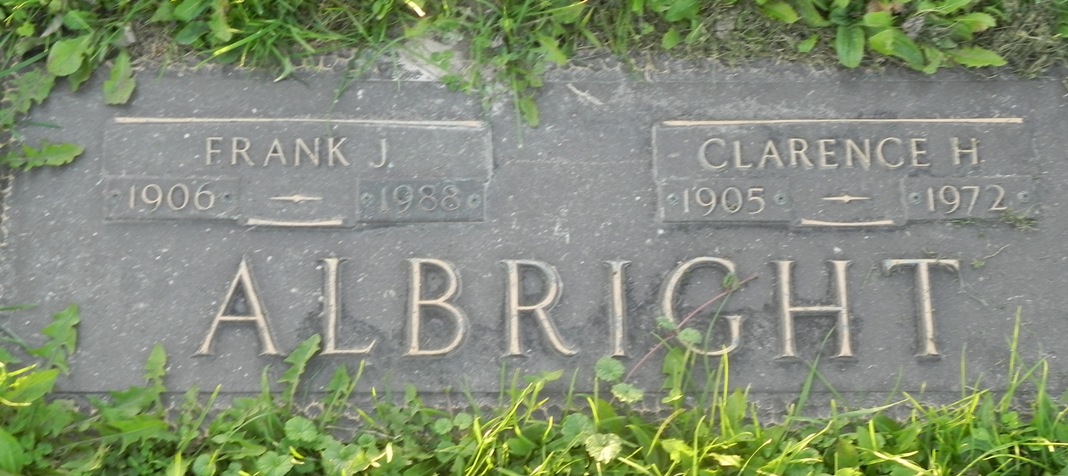 FRANK J.
1906 1988
CLARENCE H
1905 1972
ALBRIGHT